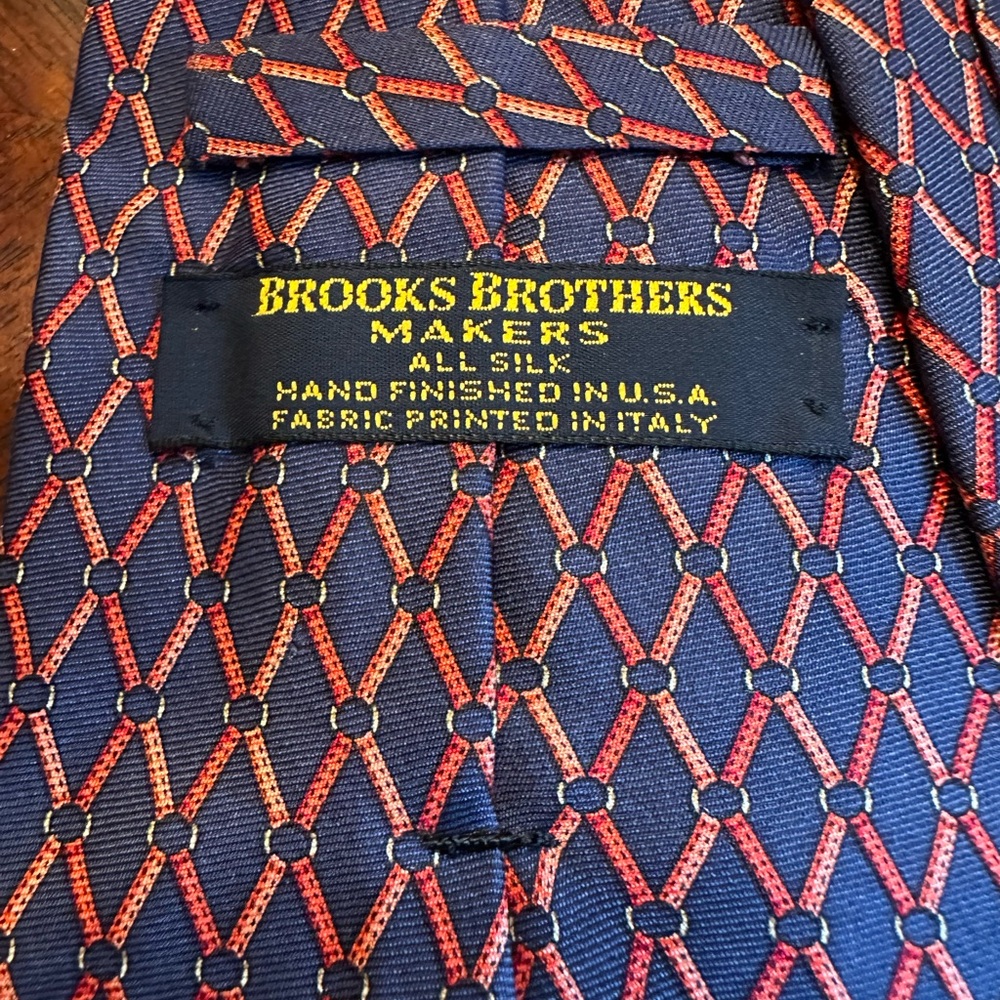 BROOKS BROTHERS
MAKERS
ALL SILK
HAND FINISHED IN U.S.A.
FABRIC PRINTED IN ITALY